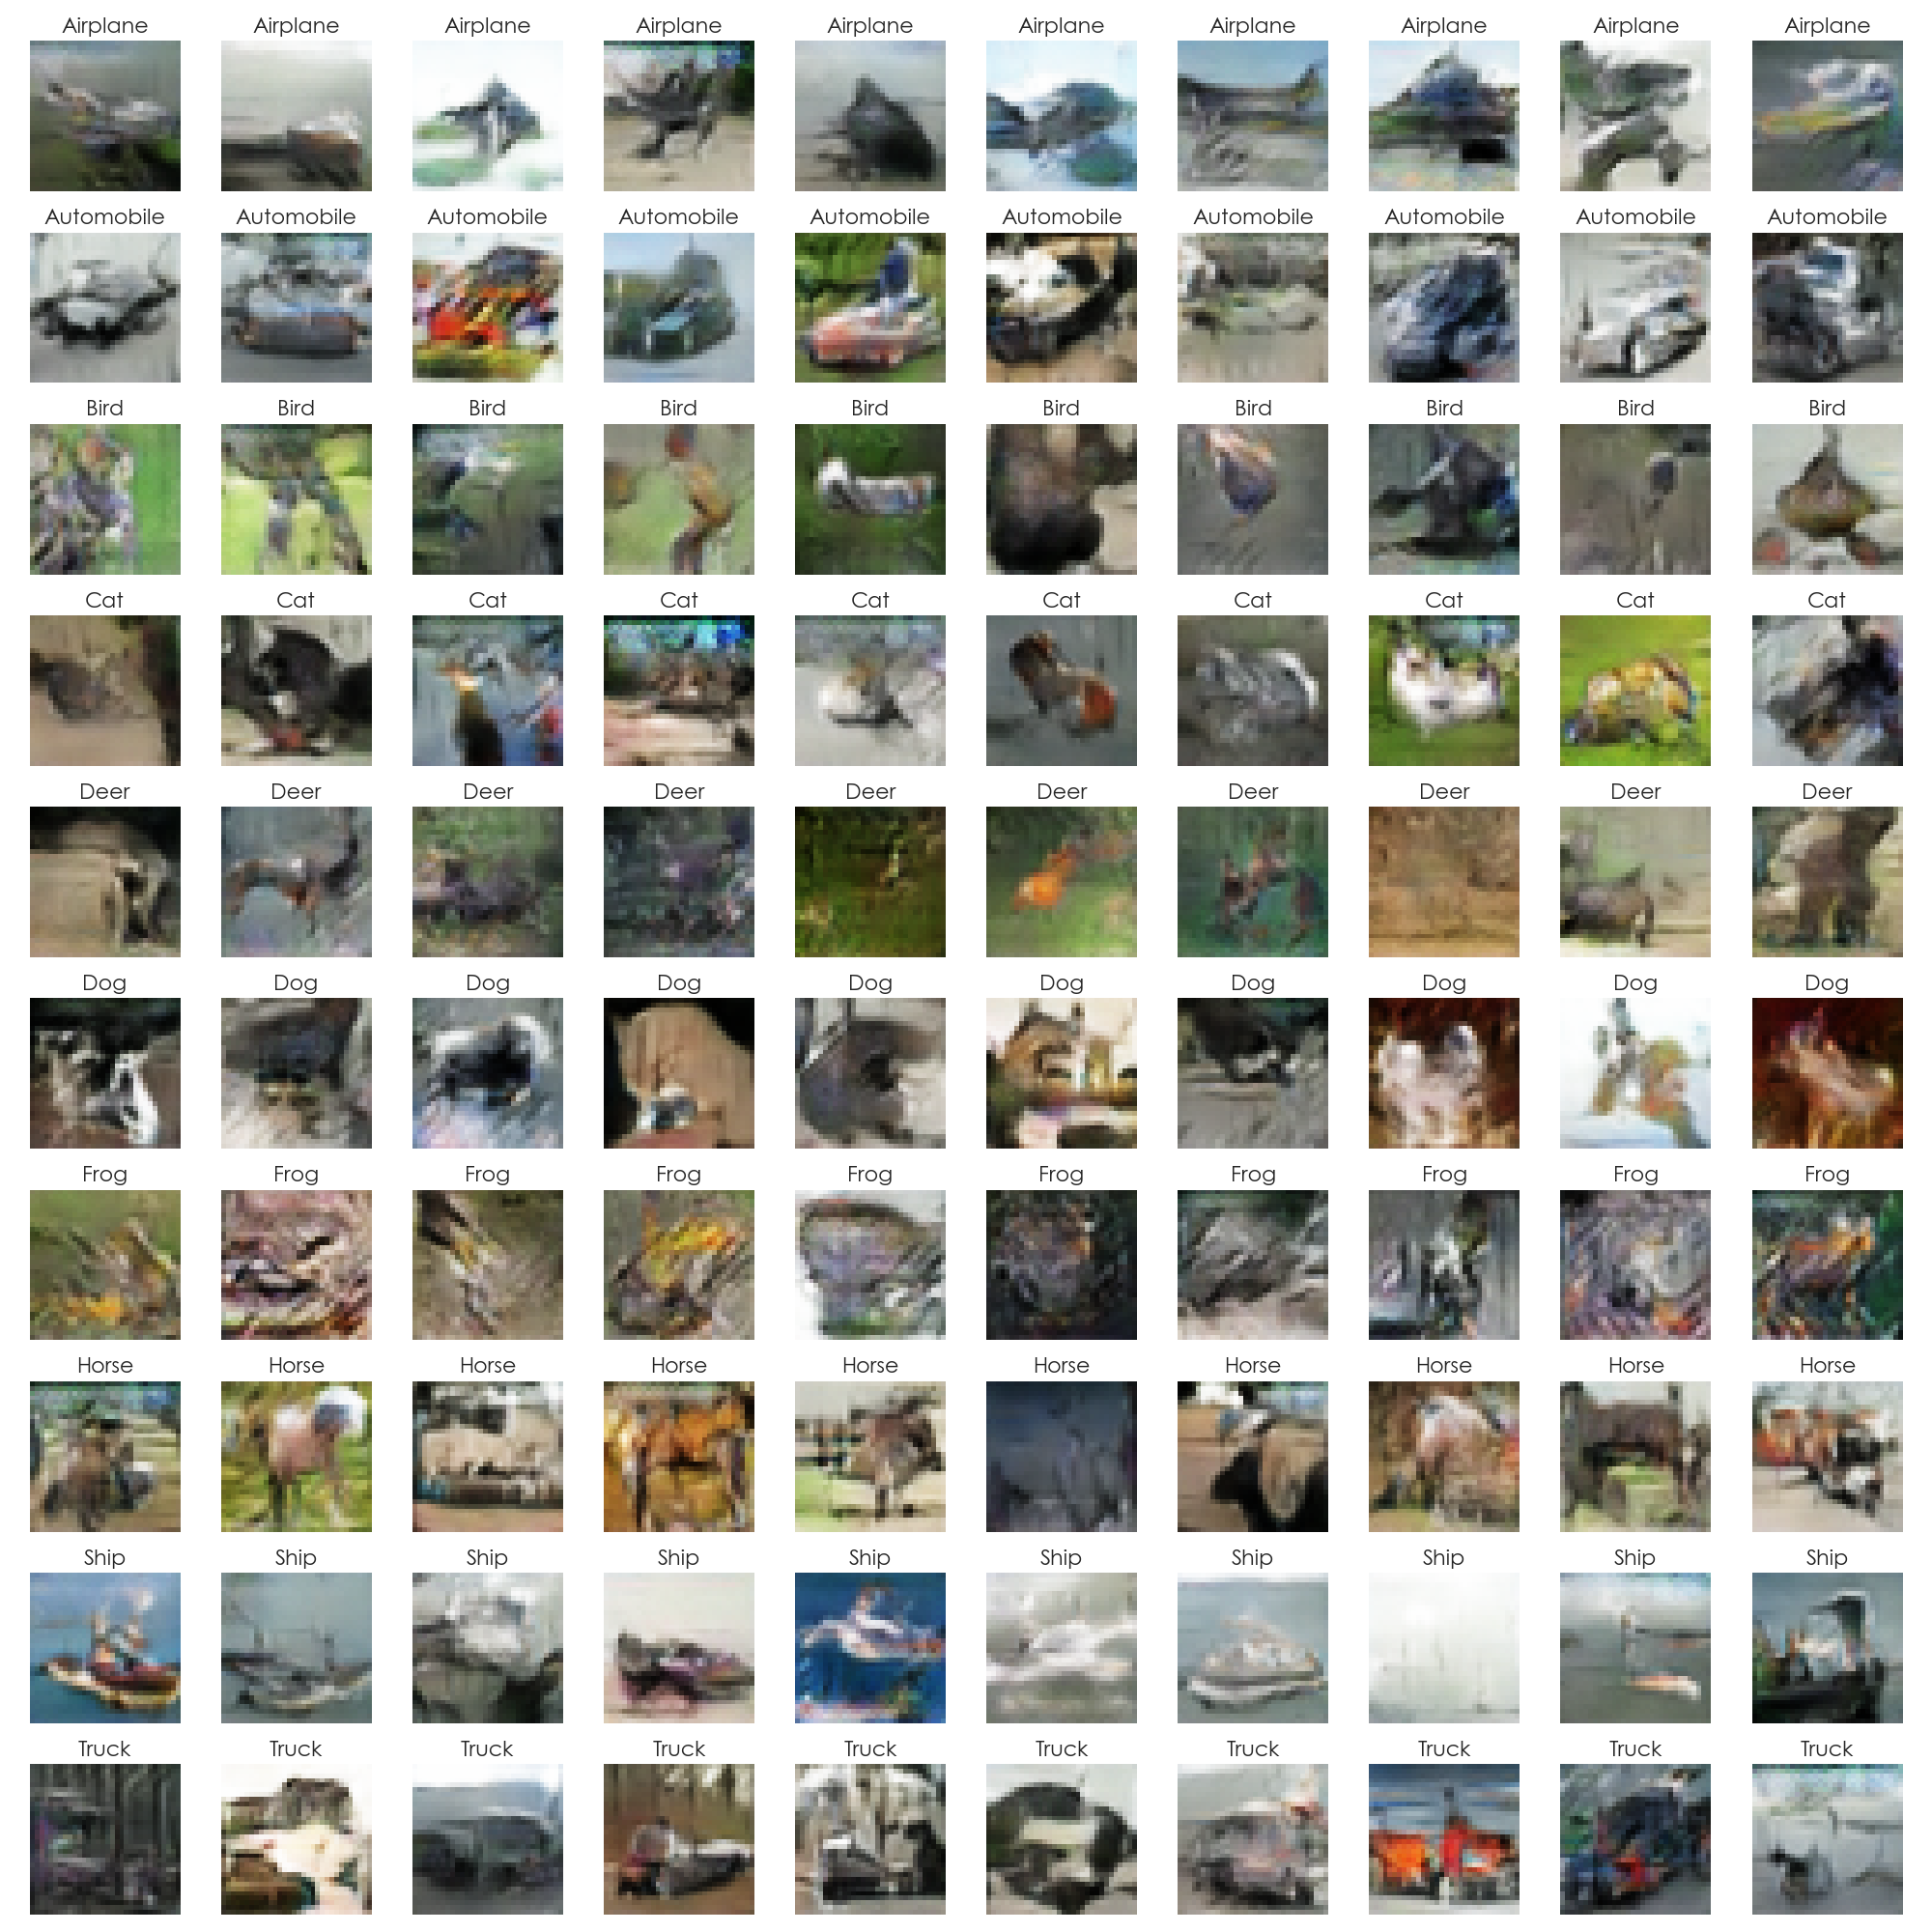 Airplane Airplane Airplane Airplane Airplane Airplane Airplane Airplane Airplane Airplane
Automobile Automobile Automobile Automobile Automobile Automobile Automobile Automobile Automobile Automobile
Bird Bird Bird Bird Bird Bird Bird Bird Bird Bird
Cat Cat Cat Cat Cat Cat Cat Cat Cat Cat
Deer Deer Deer Deer Deer Deer Deer Deer Deer Deer
Dog Dog Dog Dog Dog Dog Dog Dog Dog Dog
Frog Frog Frog Frog Frog Frog Frog Frog Frog Frog
Horse Horse Horse Horse Horse Horse Horse Horse Horse Horse
Ship Ship Ship Ship Ship Ship Ship Ship Ship Ship
Truck Truck Truck Truck Truck Truck Truck Truck Truck Truck